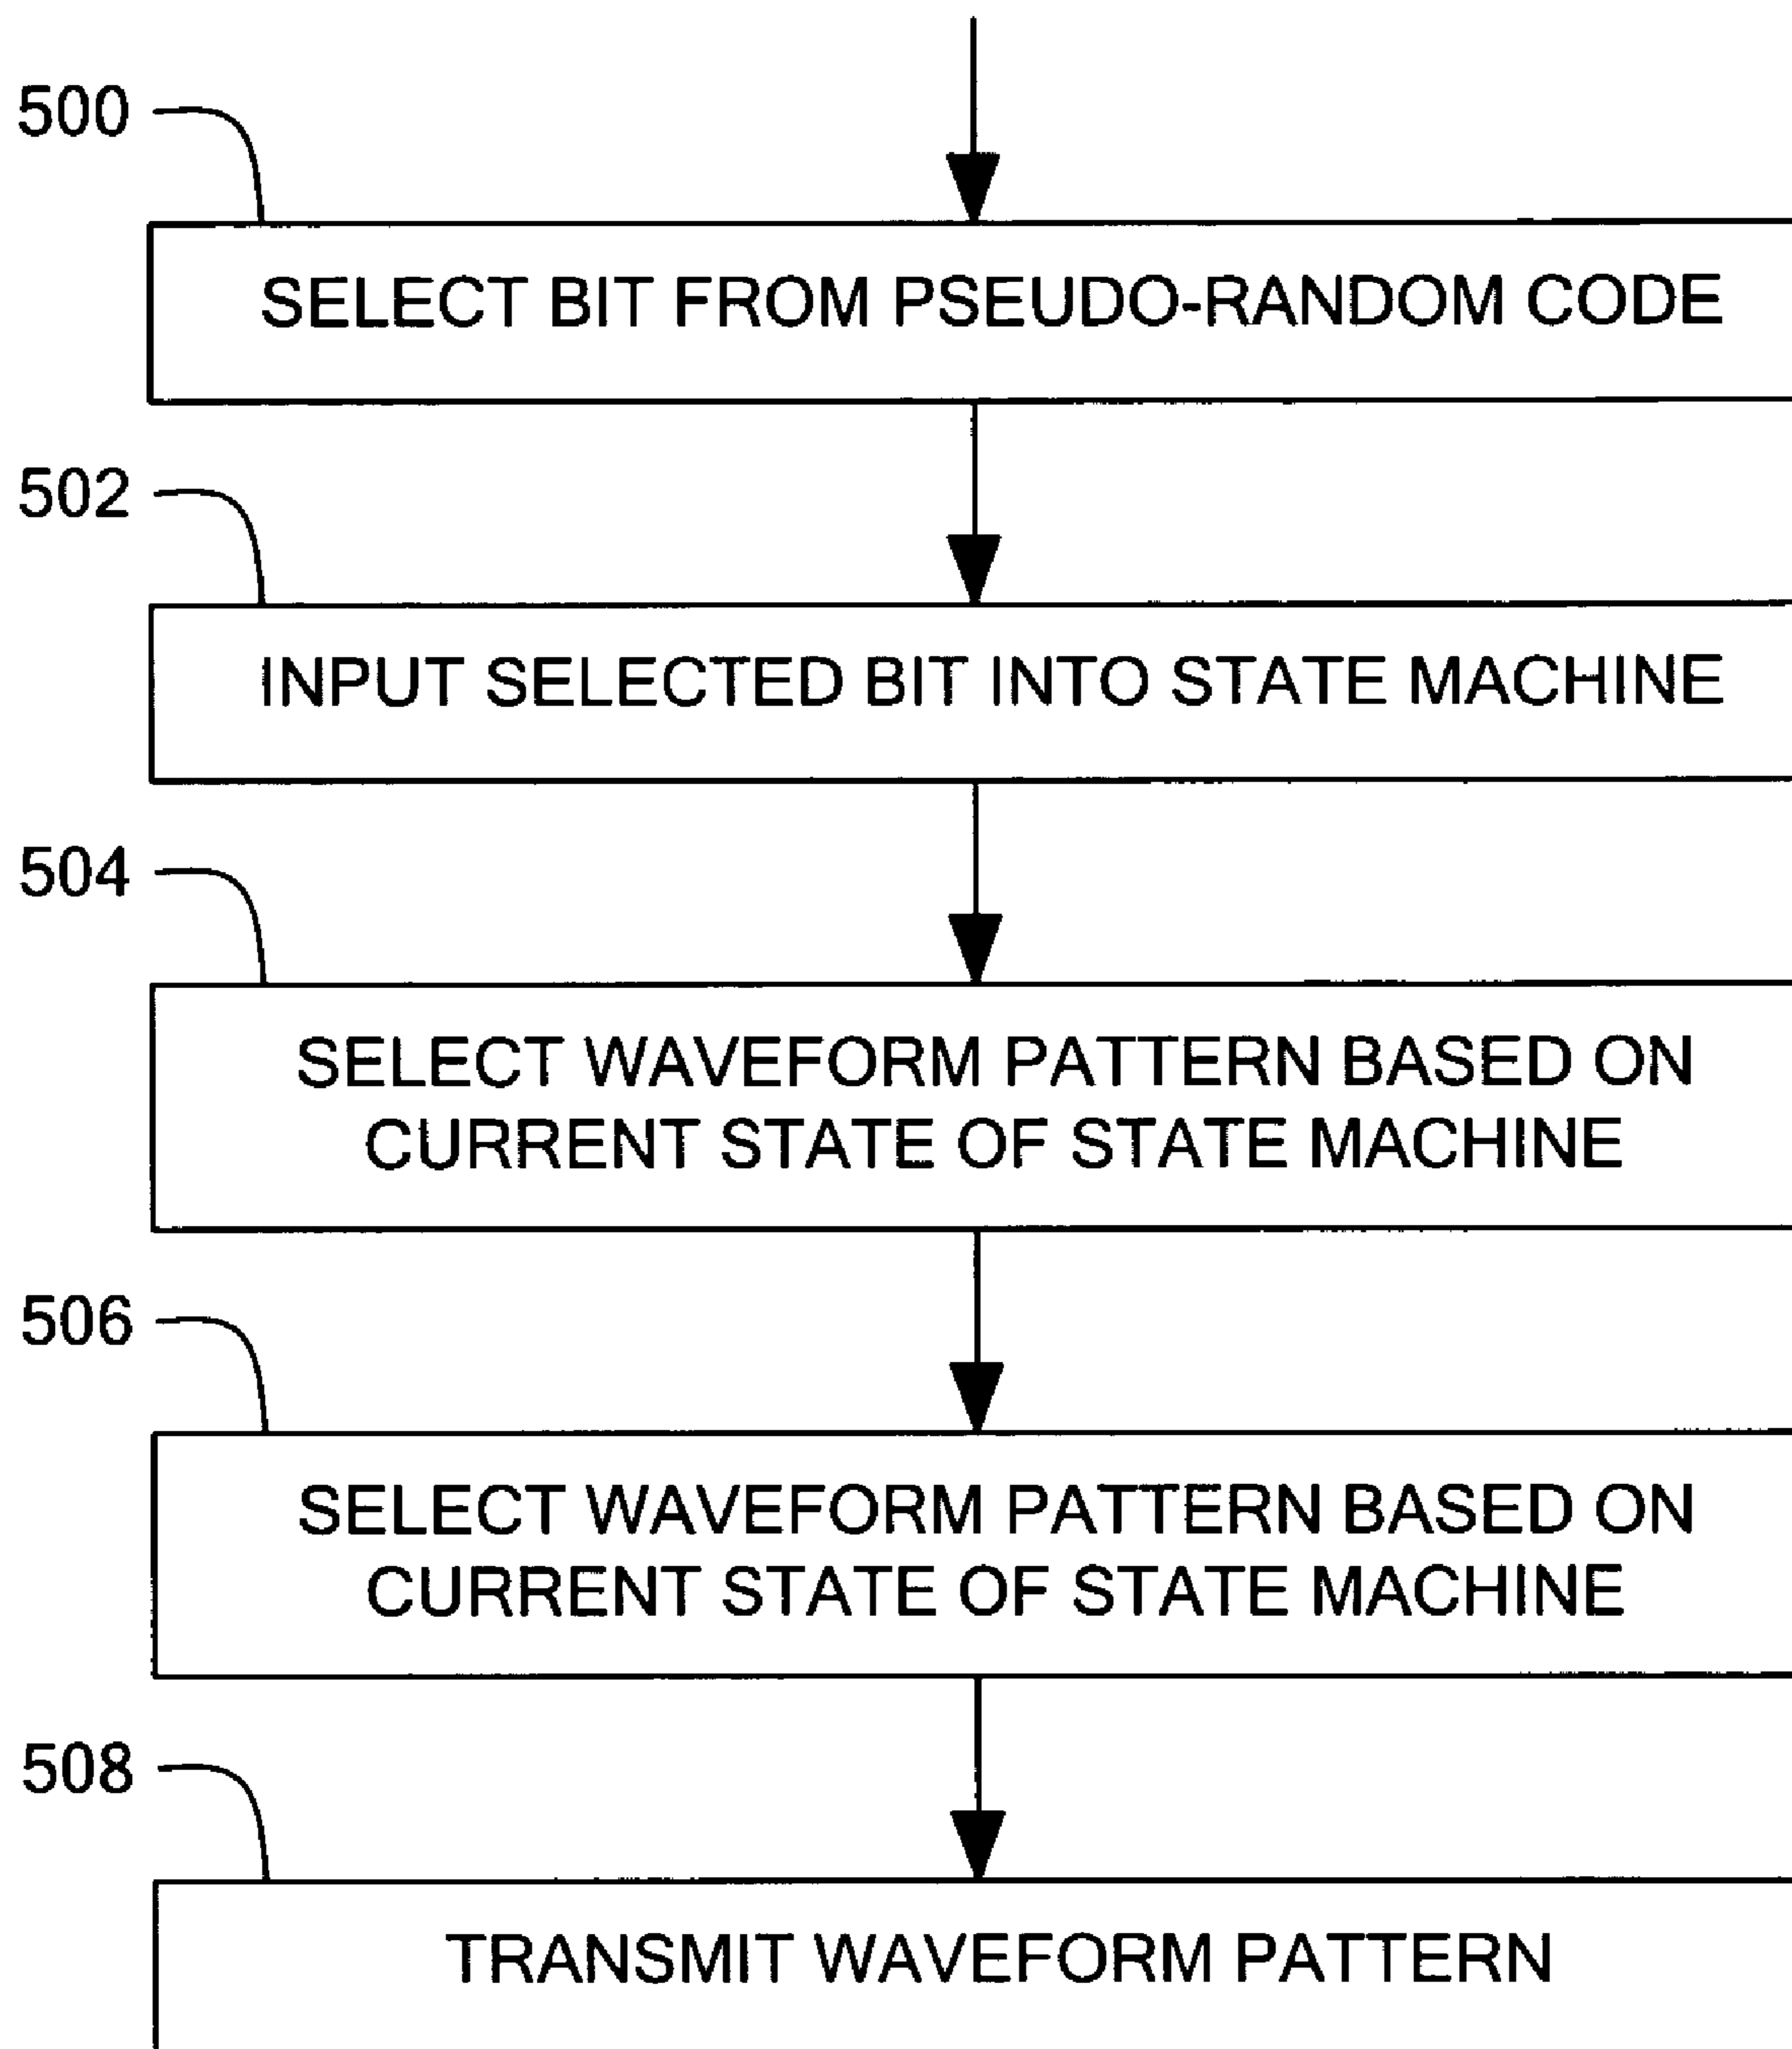 500
SELECT BIT FROM PSEUDO-RANDOM CODE
502
INPUT SELECTED BIT INTO STATE MACHINE
504
SELECT WAVEFORM PATTERN BASED ON
CURRENT STATE OF STATE MACHINE
506
SELECT WAVEFORM PATTERN BASED ON
CURRENT STATE OF STATE MACHINE
508
TRANSMIT WAVEFORM PATTERN